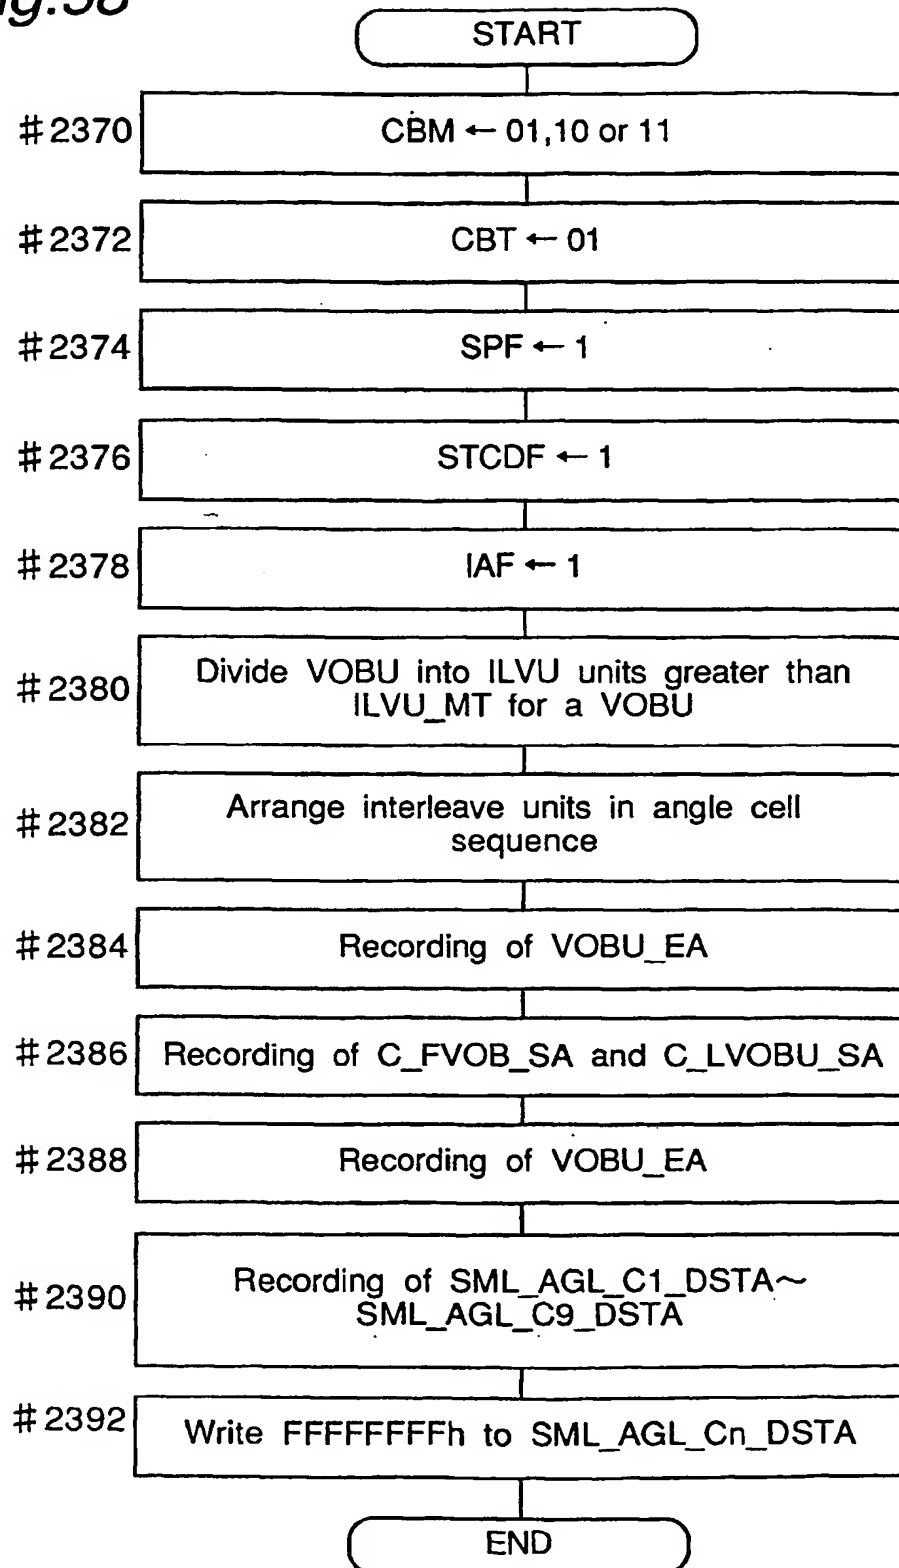 ig.58
START
#2370
CBM ← 01,10 or 11
#2372
CBT ← 01
#2374
SPF ← 1
#2376
STCDF ← 1
#2378
IAF ← 1
#2380
Divide VOBU into ILVU units greater than
ILVU_MT for a VOBU
#2382
Arrange interleave units in angle cell
sequence
#2384
Recording of VOBU_EA
#2386
Recording of C_FVOB_SA and C_LVOBU_SA
#2388
Recording of VOBU_EA
#2390
Recording of SML_AGL_C1_DSTA~
SML_AGL_C9_DSTA
#2392
Write FFFFFFFFh to SML_AGL_Cn_DSTA
END